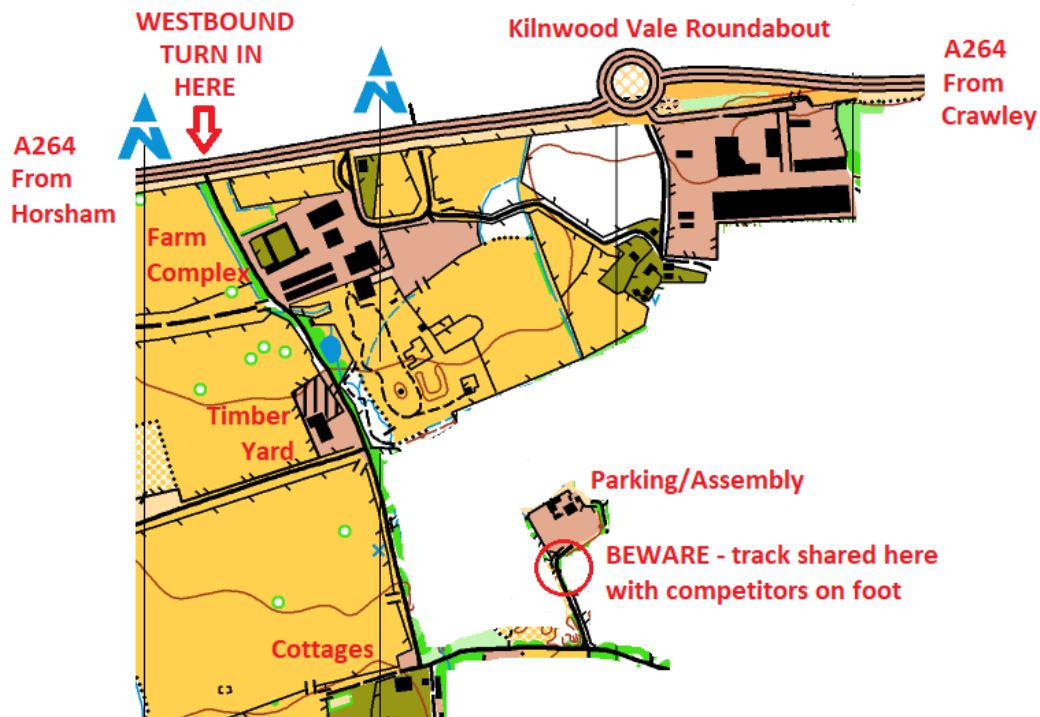 WESTBOUND
TURN IN
HERE
Kilnwood Vale Roundabout
A264
From
Crawley
A264
From
Horsham
Farm
Complex
Timber
Yard
Parking/Assembly
BEWARE - track shared here
with competitors on foot
Cottages